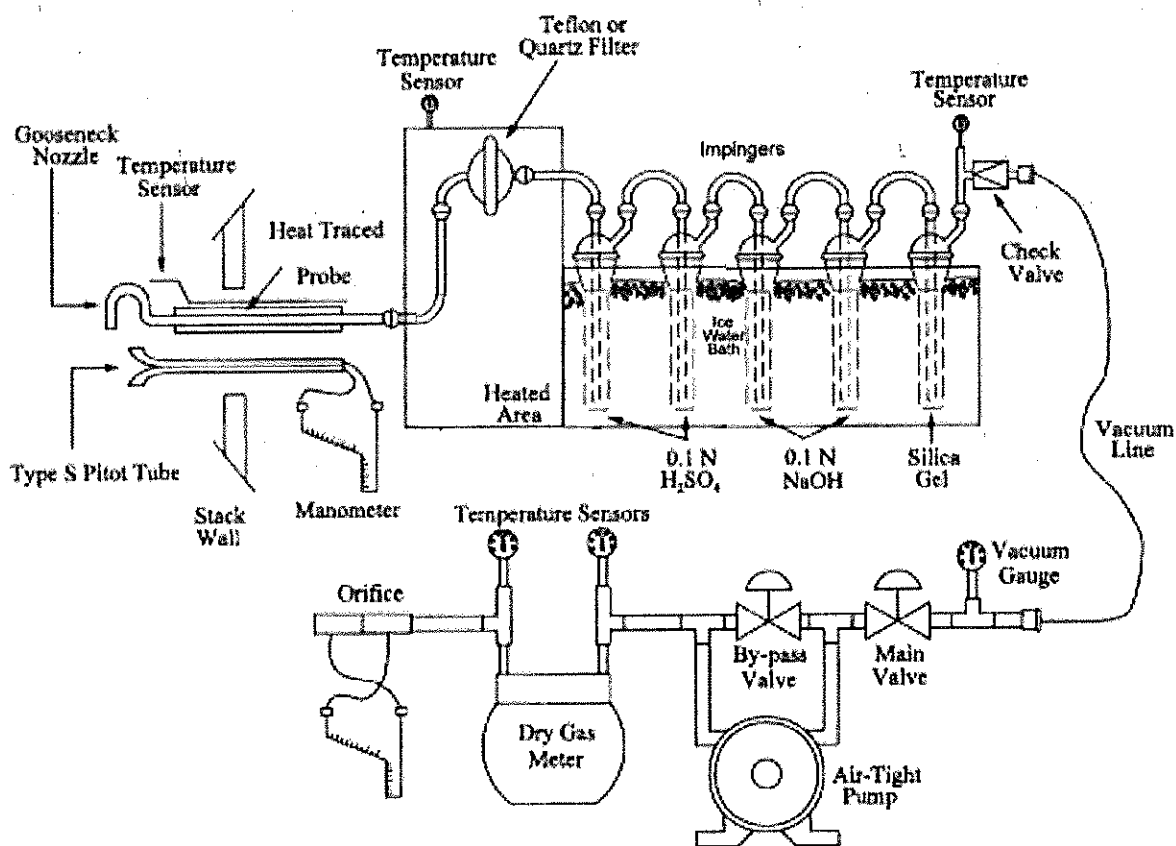 Teflon or
Quartz Filter
Temperature
Sensor
Temperature
Sensor
Gooseneck
Nozzle
Temperature
Sensor
Impingers
Heat Traced
Probe
Check
Valve
Ice
Water
Bath
Heated
Area
Type S Pitot Tube
Stack
Wall
Manometer
0.1 N
H₂SO₄
0.1 N
NaOH
Silica
Gel
Vacuum
Line
Temperature Sensors
Vacuum
Gauge
Orifice
By-pass
Valve
Main
Valve
Dry Gas
Meter
Air-Tight
Pump